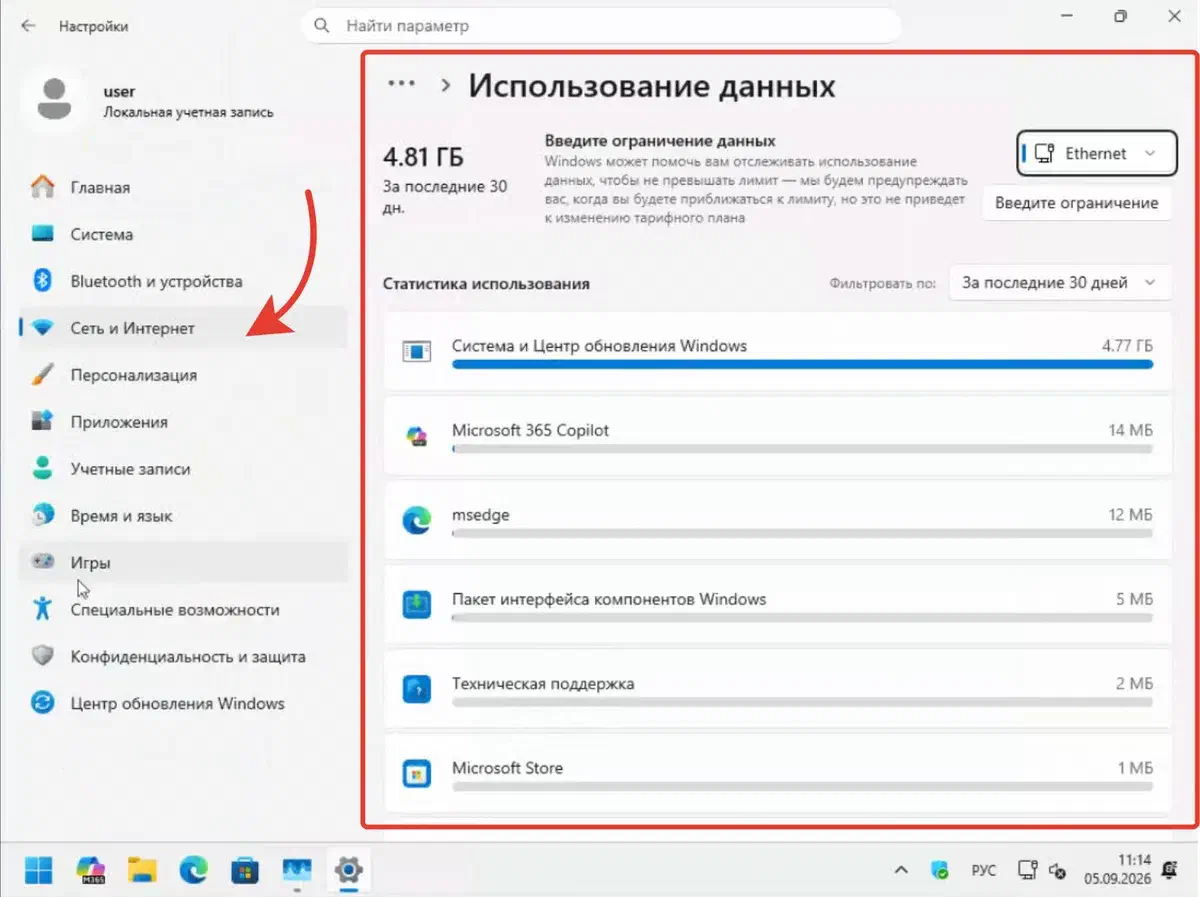 Настройки
Найти параметр
user
Локальная учетная запись
Главная
Система
Bluetooth и устройства
Сеть и Интернет
Персонализация
Приложения
Учетные записи
Время и язык
Игры
Специальные возможности
Конфиденциальность и защита
Центр обновления Windows
Использование данных
4.81 ГБ
За последние 30
дн.
Введите ограничение данных
Windows может помочь вам отслеживать использование
данных, чтобы не превышать лимит — мы будем предупреждать
вас, когда вы будете приближаться к лимиту, но это не приведет
к изменению тарифного плана
Ethernet
Введите ограничение
Статистика использования
Фильтровать по:
За последние 30 дней
Система и Центр обновления Windows
4.77 ГБ
Microsoft 365 Copilot
14 МБ
msedge
12 МБ
Пакет интерфейса компонентов Windows
5 МБ
Техническая поддержка
2 МБ
Microsoft Store
1 МБ
M365
РУС
11:14
05.09.2026